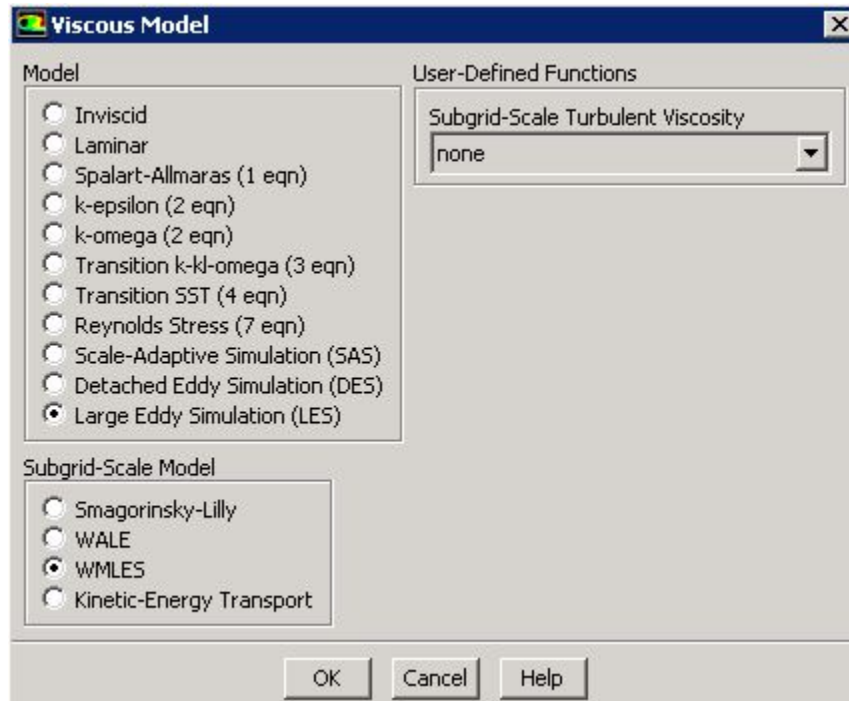 Viscous Model
Model
Inviscid
Laminar
Spalart-Allmaras (1 eqn)
k-epsilon (2 eqn)
k-omega (2 eqn)
Transition k-kl-omega (3 eqn)
Transition SST (4 eqn)
Reynolds Stress (7 eqn)
Scale-Adaptive Simulation (SAS)
Detached Eddy Simulation (DES)
Large Eddy Simulation (LES)
Subgrid-Scale Model
Smagorinsky-Lilly
WALE
WMLES
Kinetic-Energy Transport
User-Defined Functions
Subgrid-Scale Turbulent Viscosity
none
OK
Cancel
Help